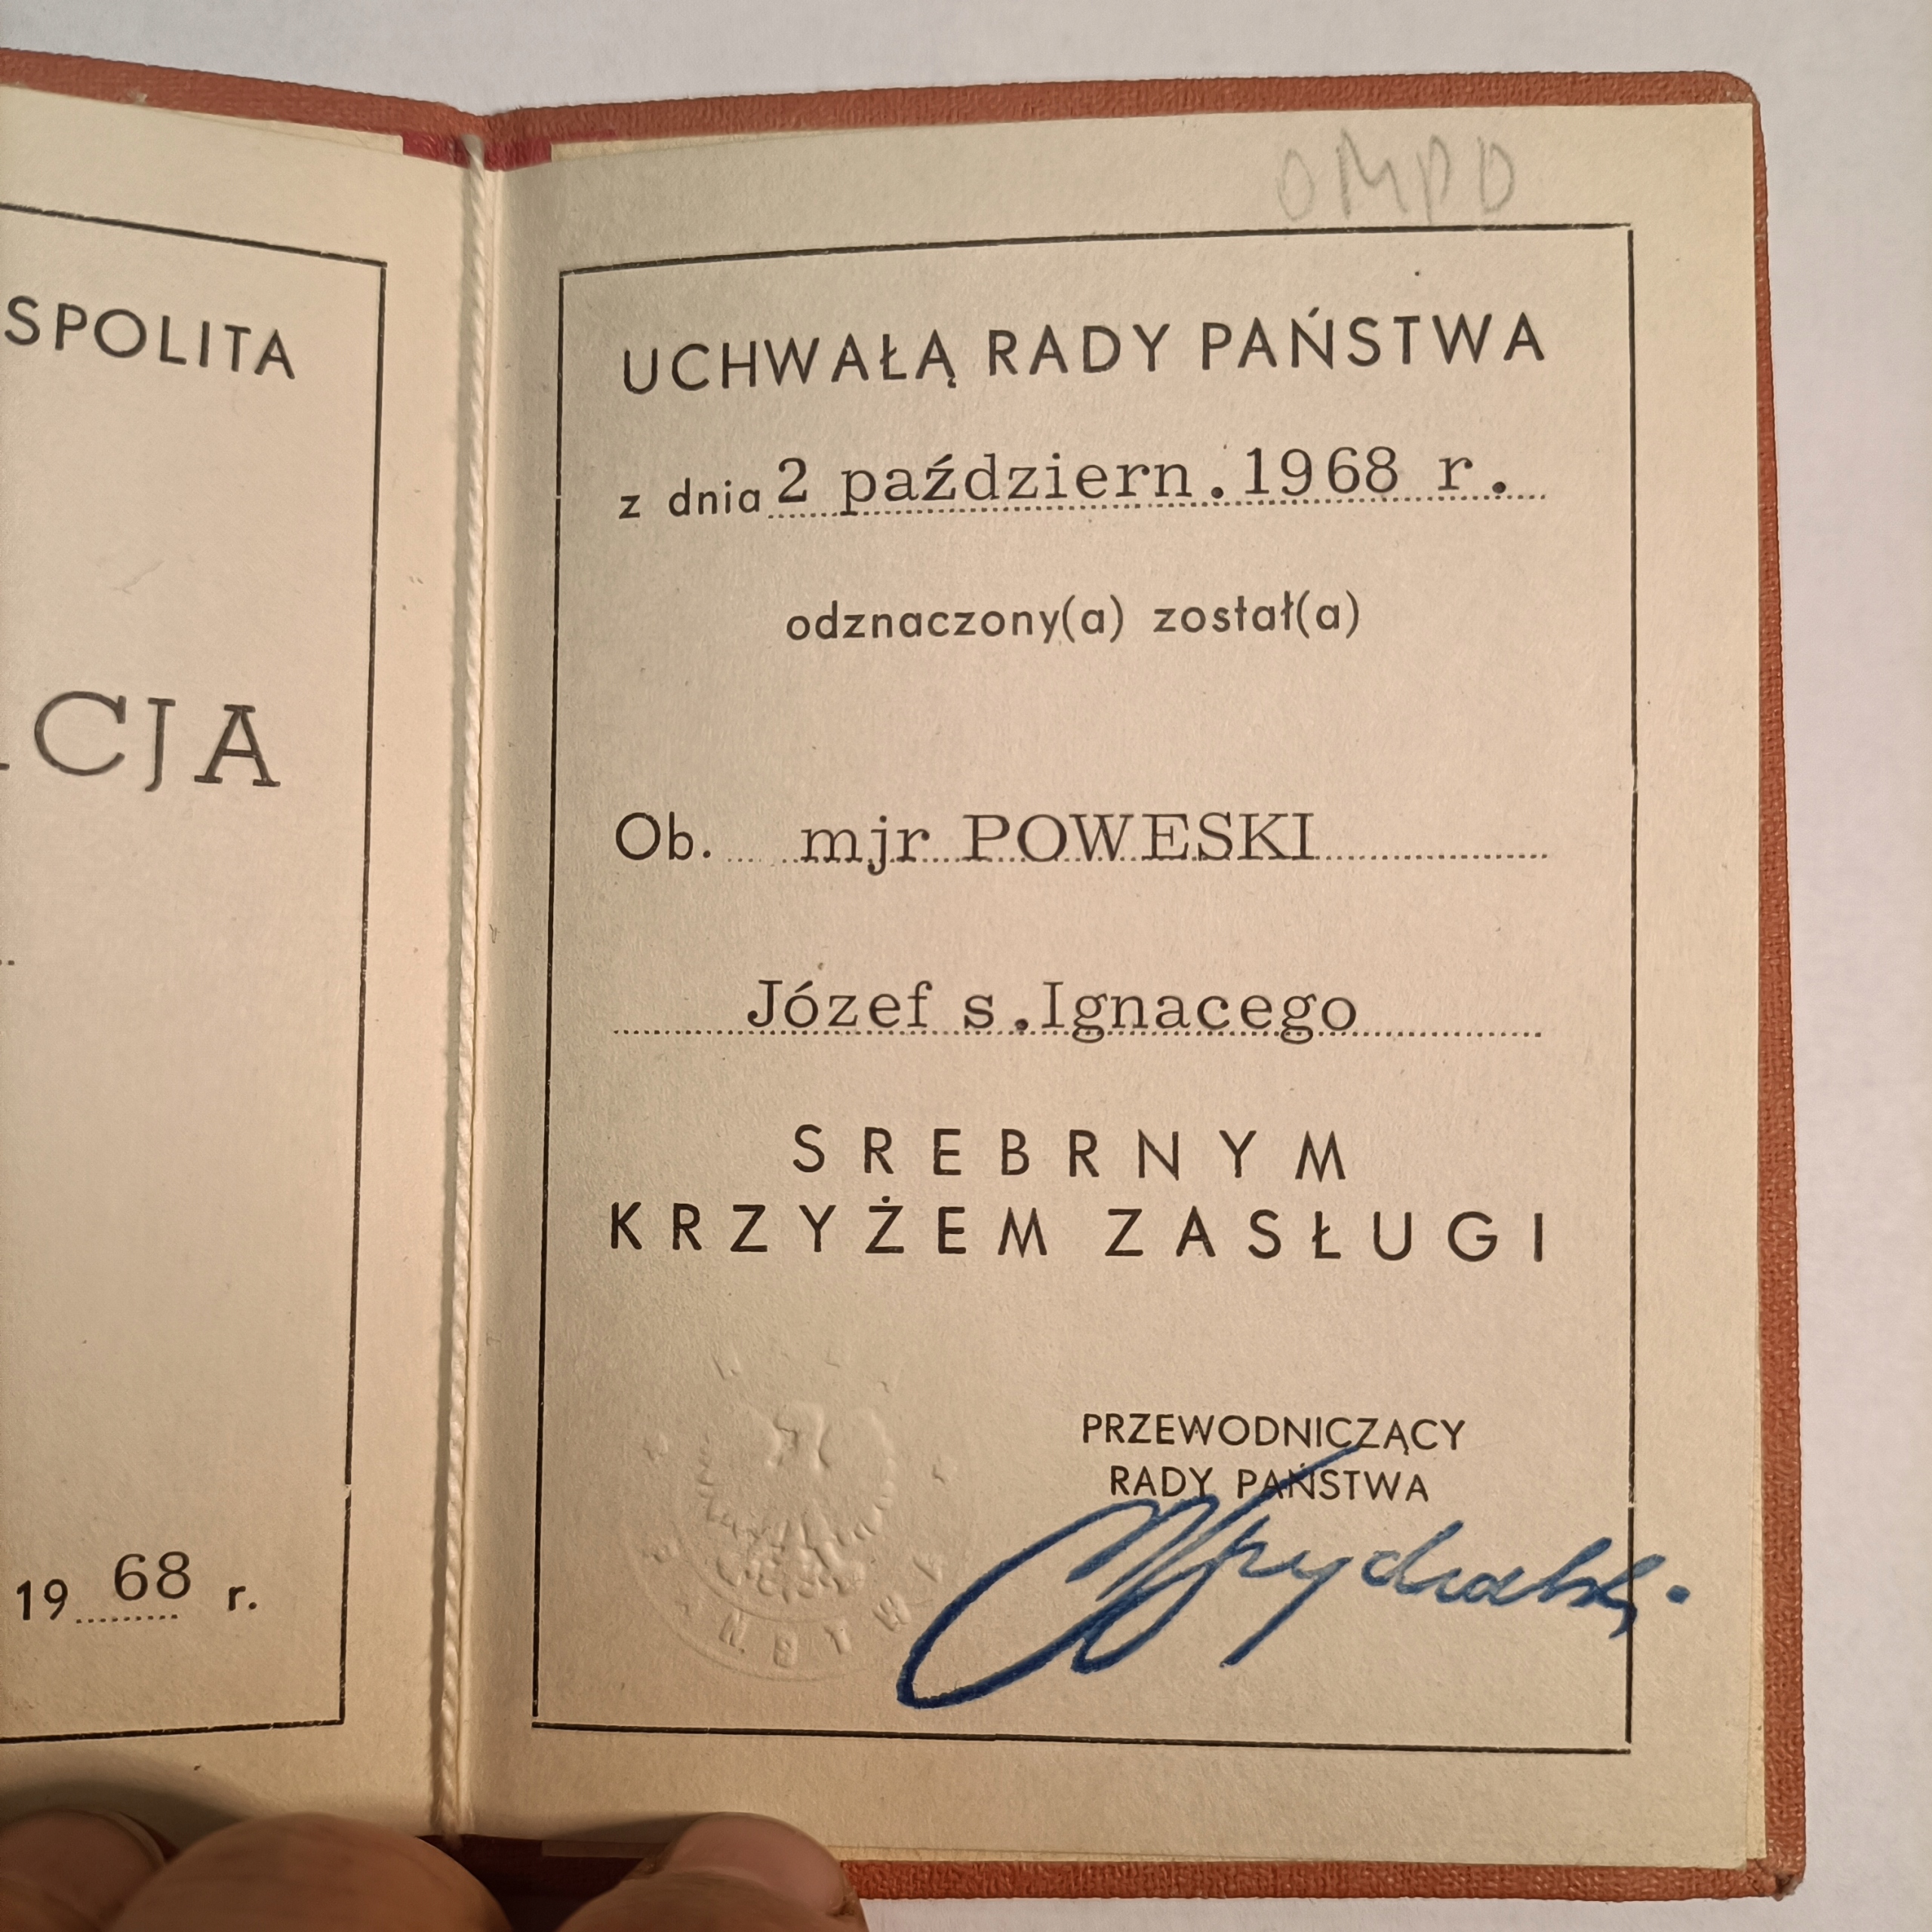 SPOLITA
CJA
19 68 r.
OMPD
UCHWAŁĄ RADY PAŃSTWA
z dnia 2 październ. 1968 r.
odznaczony(a) został(a)
Ob. mjr POWESKI
Józef s.Ignacego
SREBRNYM
KRZYŻEM ZASŁUGI
PRZEWODNICZĄCY
RADY PAŃSTWA